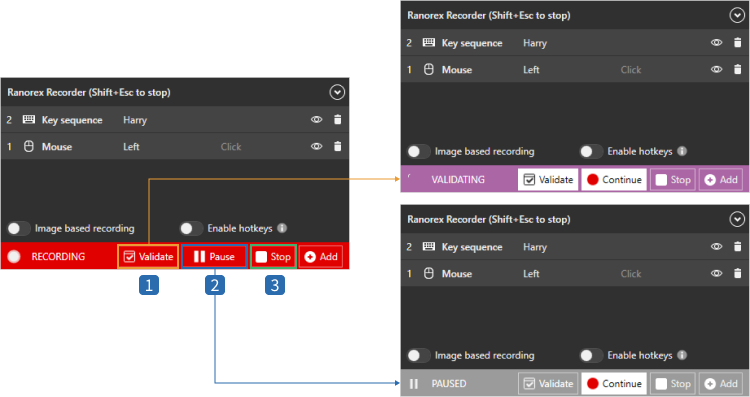 Ranorex Recorder (Shift+Esc to stop)
2 Key sequence Harry
1 Mouse Left Click
Image based recording Enable hotkeys
RECORDING Validate Pause Stop Add
1 2 3
Ranorex Recorder (Shift+Esc to stop)
2 Key sequence Harry
1 Mouse Left Click
Image based recording Enable hotkeys
VALIDATING Validate Continue Stop Add
Ranorex Recorder (Shift+Esc to stop)
2 Key sequence Harry
1 Mouse Left Click
Image based recording Enable hotkeys
PAUSED Validate Continue Stop Add